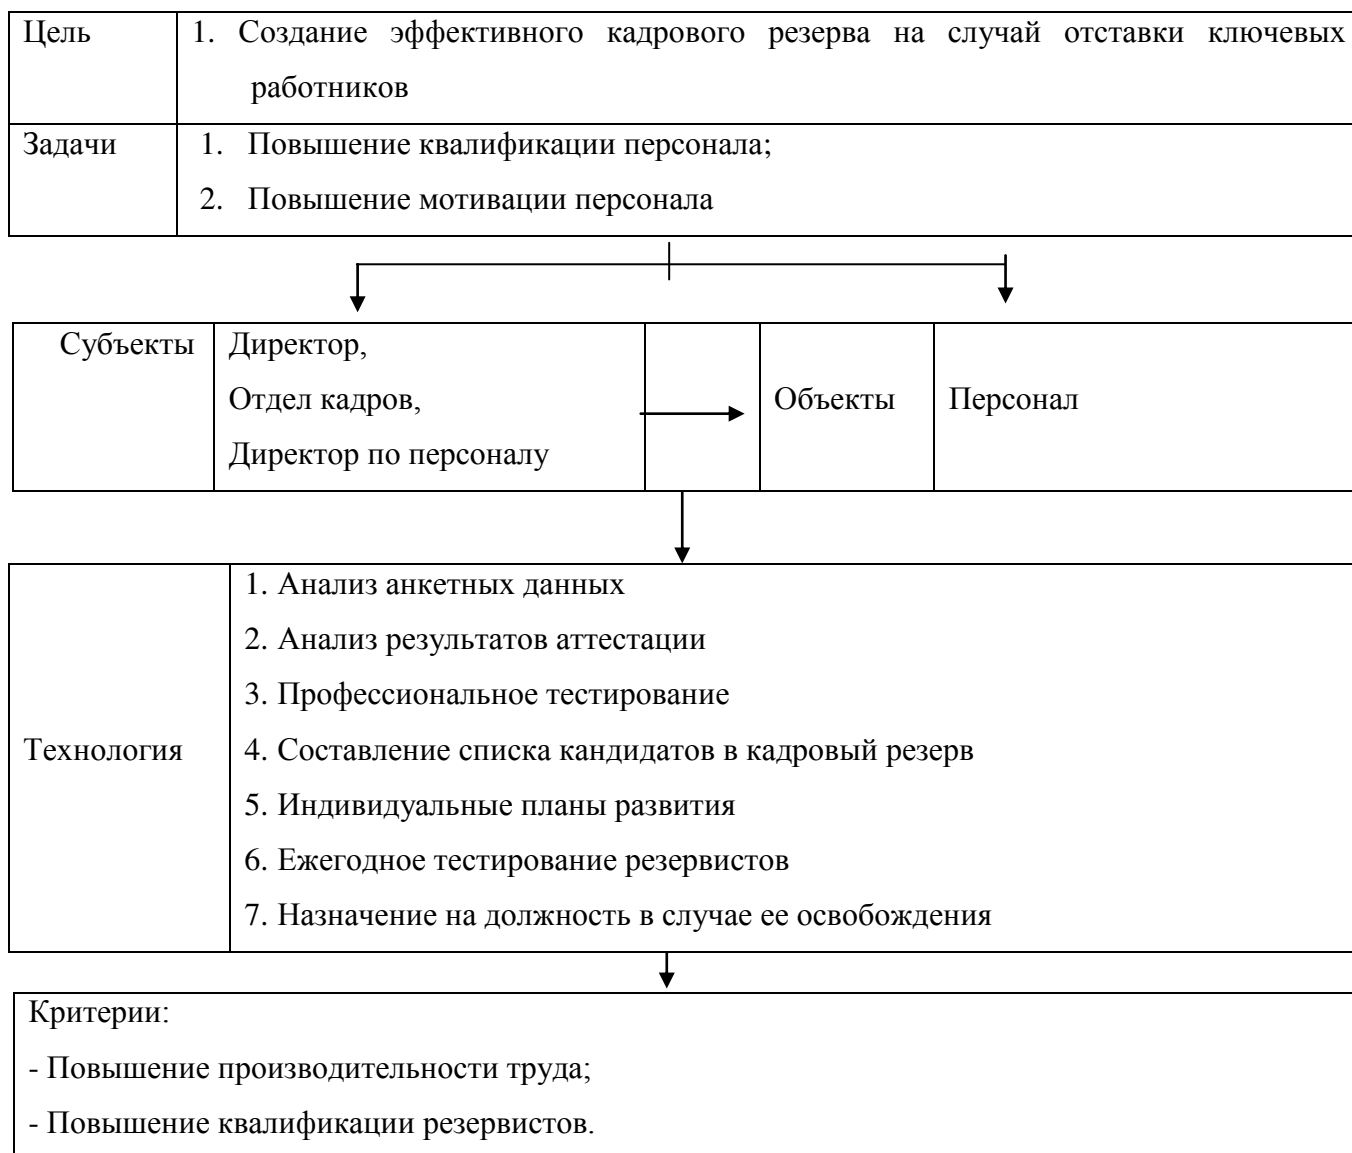 Цель
1. Создание эффективного кадрового резерва на случай отставки ключевых
работников
Задачи
1. Повышение квалификации персонала;
2. Повышение мотивации персонала
Субъекты
Директор,
Отдел кадров,
Директор по персоналу
Объекты
Персонал
Технология
1. Анализ анкетных данных
2. Анализ результатов аттестации
3. Профессиональное тестирование
4. Составление списка кандидатов в кадровый резерв
5. Индивидуальные планы развития
6. Ежегодное тестирование резервистов
7. Назначение на должность в случае ее освобождения
Критерии:
- Повышение производительности труда;
- Повышение квалификации резервистов.